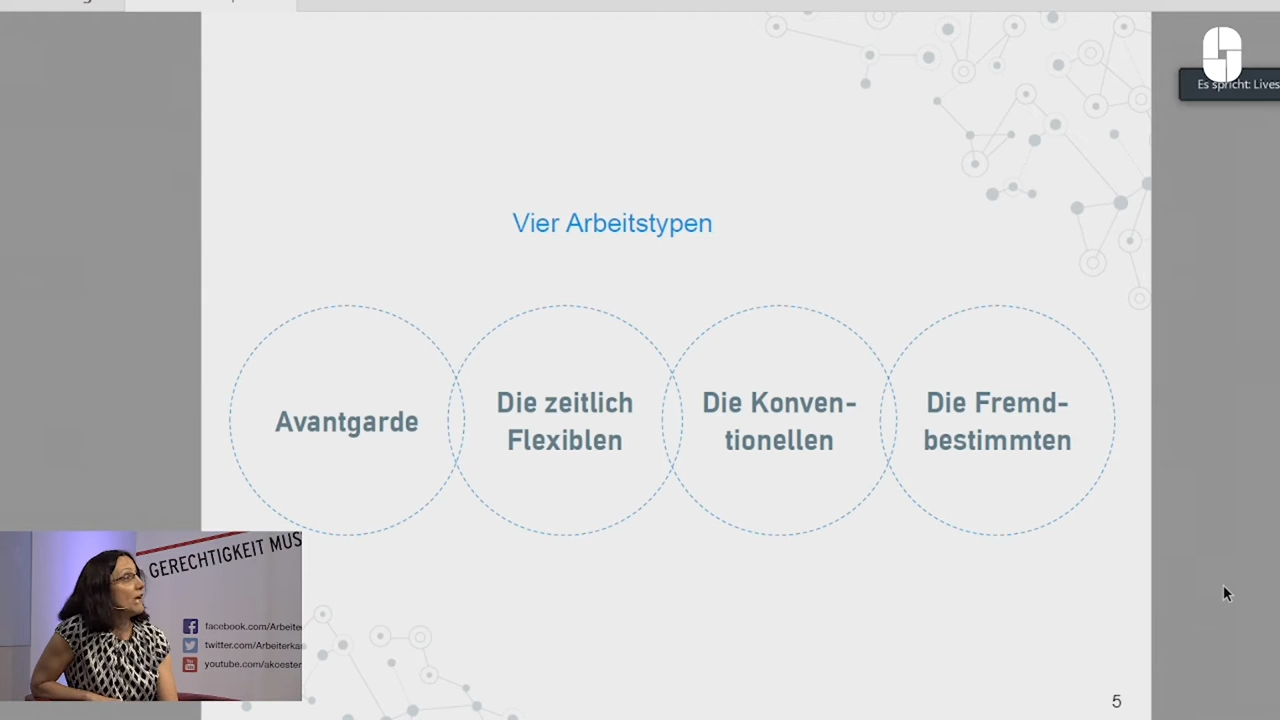 Es spricht: Lives
Vier Arbeitstypen
Avantgarde
Die zeitlich
Flexiblen
Die Konven-
tionellen
Die Fremd-
bestimmten
GERECHTIGKEIT MUS
facebook.com/Arbeite
twitter.com/Arbeiterka
youtube.com/akoester
5